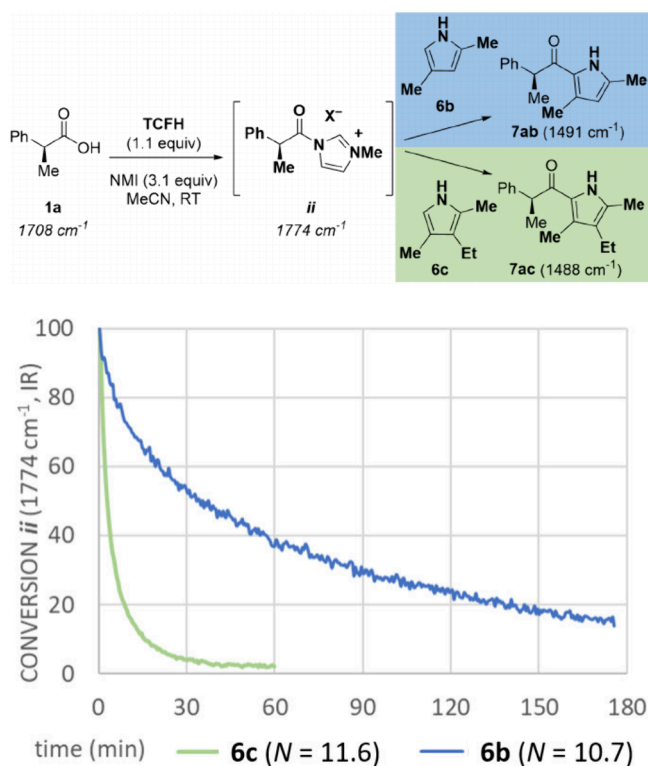 Ph
O
OH
Me
1a
1708 cm⁻¹
TCFH
(1.1 equiv)
NMI (3.1 equiv)
MeCN, RT
X⁻
Ph
O
N
+
NMe
Me
ii
1774 cm⁻¹
H
N
Me
Me
6b
O
H
N
Ph
Me
Me
Me
7ab (1491 cm⁻¹)
H
N
Me
Me
Et
6c
O
H
N
Ph
Me
Me
Me
Et
7ac (1488 cm⁻¹)
CONVERSION ii (1774 cm⁻¹, IR)
100
80
60
40
20
0
0 30 60 90 120 150 180
time (min) 6c (N = 11.6) 6b (N = 10.7)